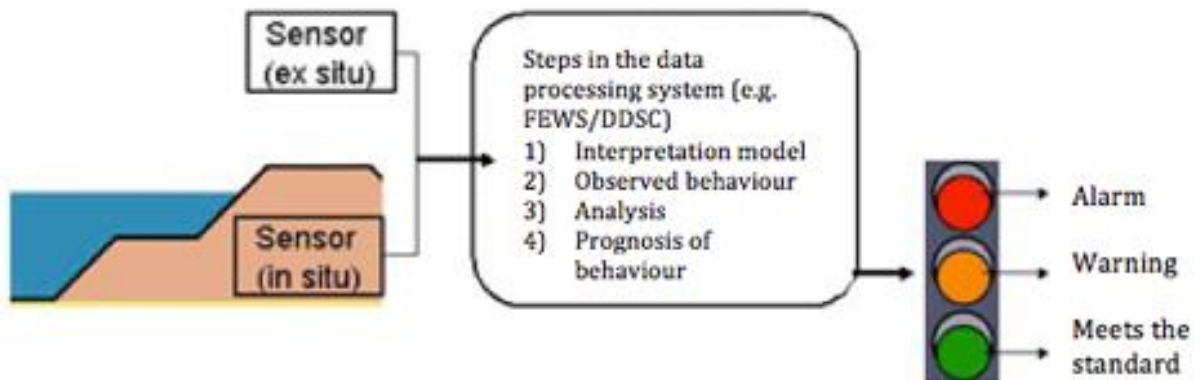 Sensor
(ex situ)
Sensor
(in situ)
Steps in the data
processing system (e.g.
FEWS/DDSC)
1) Interpretation model
2) Observed behaviour
3) Analysis
4) Prognosis of
behaviour
Alarm
Warning
Meets the
standard